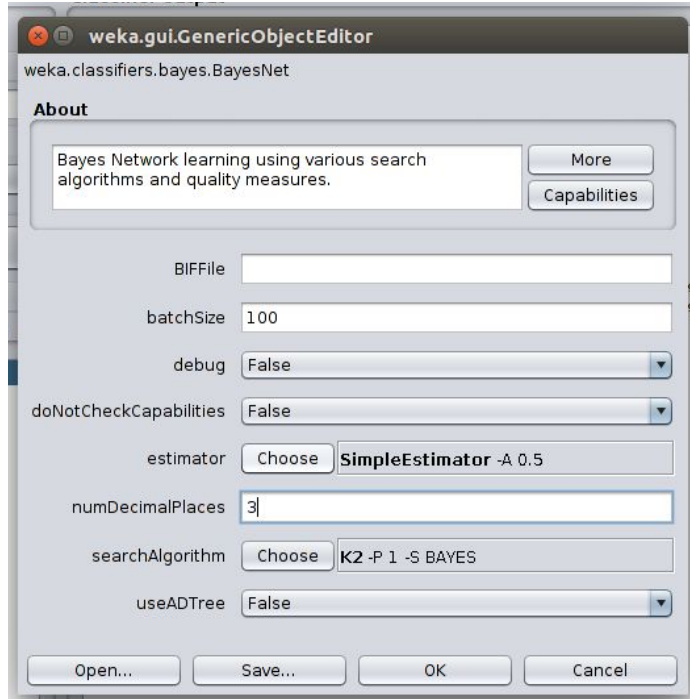 weka.gui.GenericObjectEditor
weka.classifiers.bayes.BayesNet
About
Bayes Network learning using various search
algorithms and quality measures.
More
Capabilities
BIFFile
batchSize 100
debug False
doNotCheckCapabilities False
estimator Choose SimpleEstimator -A 0.5
numDecimalPlaces 3
searchAlgorithm Choose K2 -P 1 -S BAYES
useADTree False
Open... Save... OK Cancel